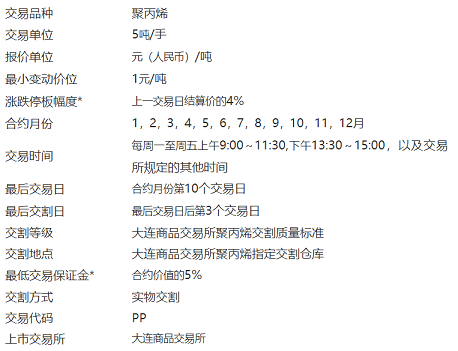 交易品种 聚丙烯
交易单位 5吨/手
报价单位 元（人民币）/吨
最小变动价位 1元/吨
涨跌停板幅度* 上一交易日结算价的4%
合约月份 1，2，3，4，5，6，7，8，9，10，11，12月
交易时间 每周一至周五上午9:00～11:30,下午13:30～15:00，以及交易
所规定的其他时间
最后交易日 合约月份第10个交易日
最后交割日 最后交易日后第3个交易日
交割等级 大连商品交易所聚丙烯交割质量标准
交割地点 大连商品交易所聚丙烯指定交割仓库
最低交易保证金* 合约价值的5%
交割方式 实物交割
交易代码 PP
上市交易所 大连商品交易所